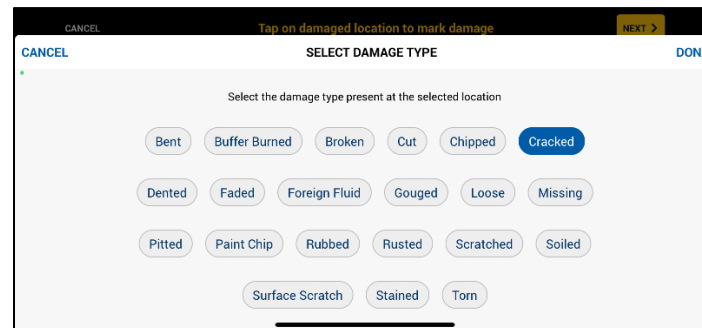 CANCEL Tap on damaged location to mark damage NEXT >
CANCEL SELECT DAMAGE TYPE DON
Select the damage type present at the selected location
Bent Buffer Burned Broken Cut Chipped Cracked
Dented Faded Foreign Fluid Gouged Loose Missing
Pitted Paint Chip Rubbed Rusted Scratched Soiled
Surface Scratch Stained Torn